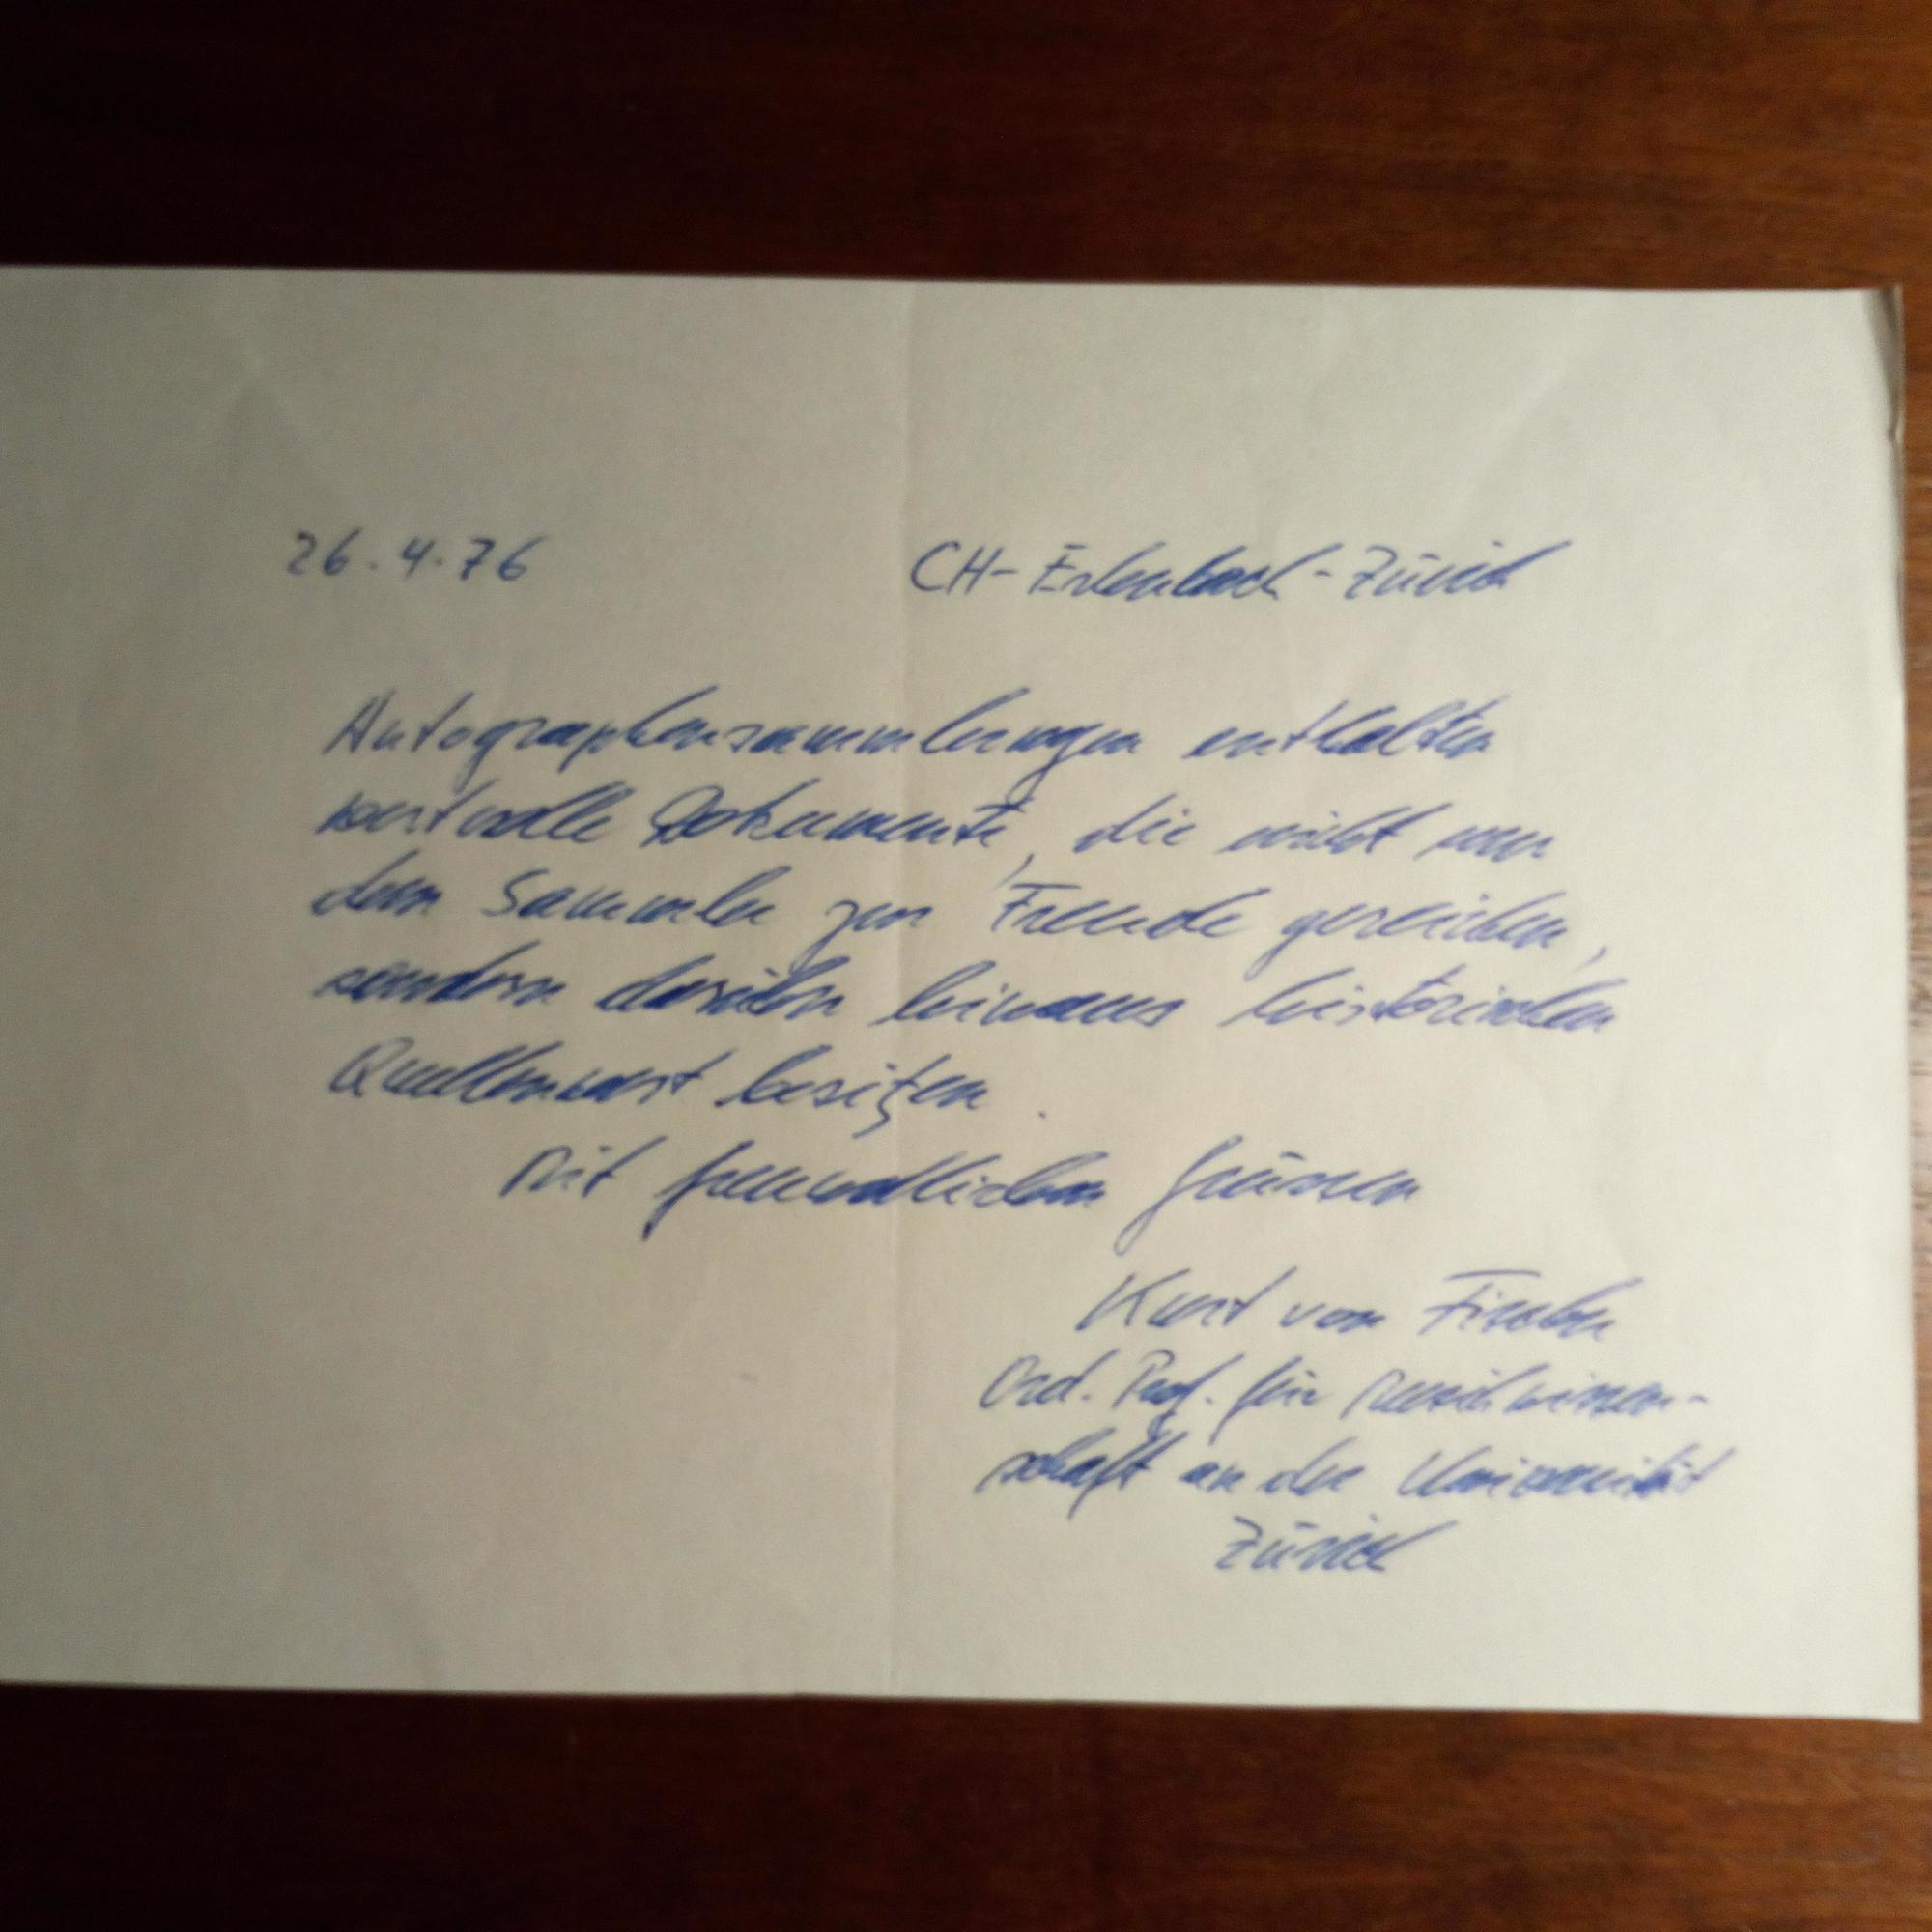 26.4.76 CH-Erlenbach-Zürich
Autographensammlungen enthalten
wertvolle Dokumente, die nicht nur
dem Sammler zur Freude gereichen,
sondern darüber hinaus historischen
Quellenwert besitzen.
Mit freundlichen Grüssen
Kurt von Fischer
Ord. Prof. für Musikwissen-
schaft an der Universität
Zürich